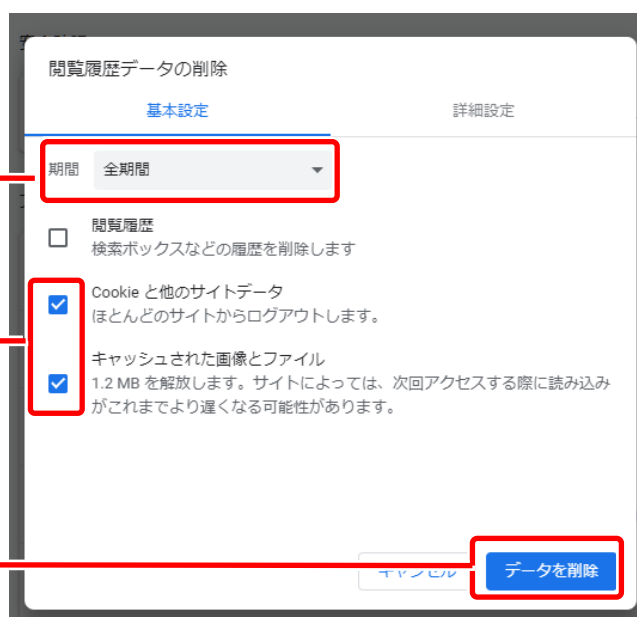 閲覧履歴データの削除
基本設定 詳細設定
期間 全期間
閲覧履歴
検索ボックスなどの履歴を削除します
Cookie と他のサイトデータ
ほとんどのサイトからログアウトします。
キャッシュされた画像とファイル
1.2 MB を解放します。サイトによっては、次回アクセスする際に読み込み
がこれまでより遅くなる可能性があります。
キャンセル データを削除